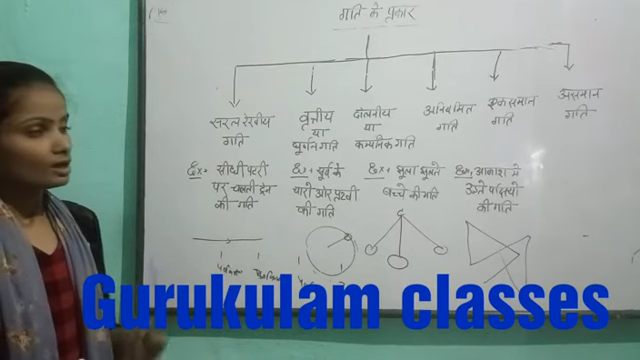 गति के प्रकार
सरल रेखीय
गति
वृत्तीय
या
घूर्णन गति
दोलनीय
या
कम्पनिक गति
अनियमित
गति
एकसमान
गति
असमान
गति
Ex+ सीधी पटरी
पर चलती ट्रेन
की गति
Ex+ सूर्य के
चारों ओर पृथ्वी
की गति
Ex+ झूला झूलते
बच्चे की गति
Ex+ आकाश में
उड़ते पक्षियों
की गति
Gurukulam classes